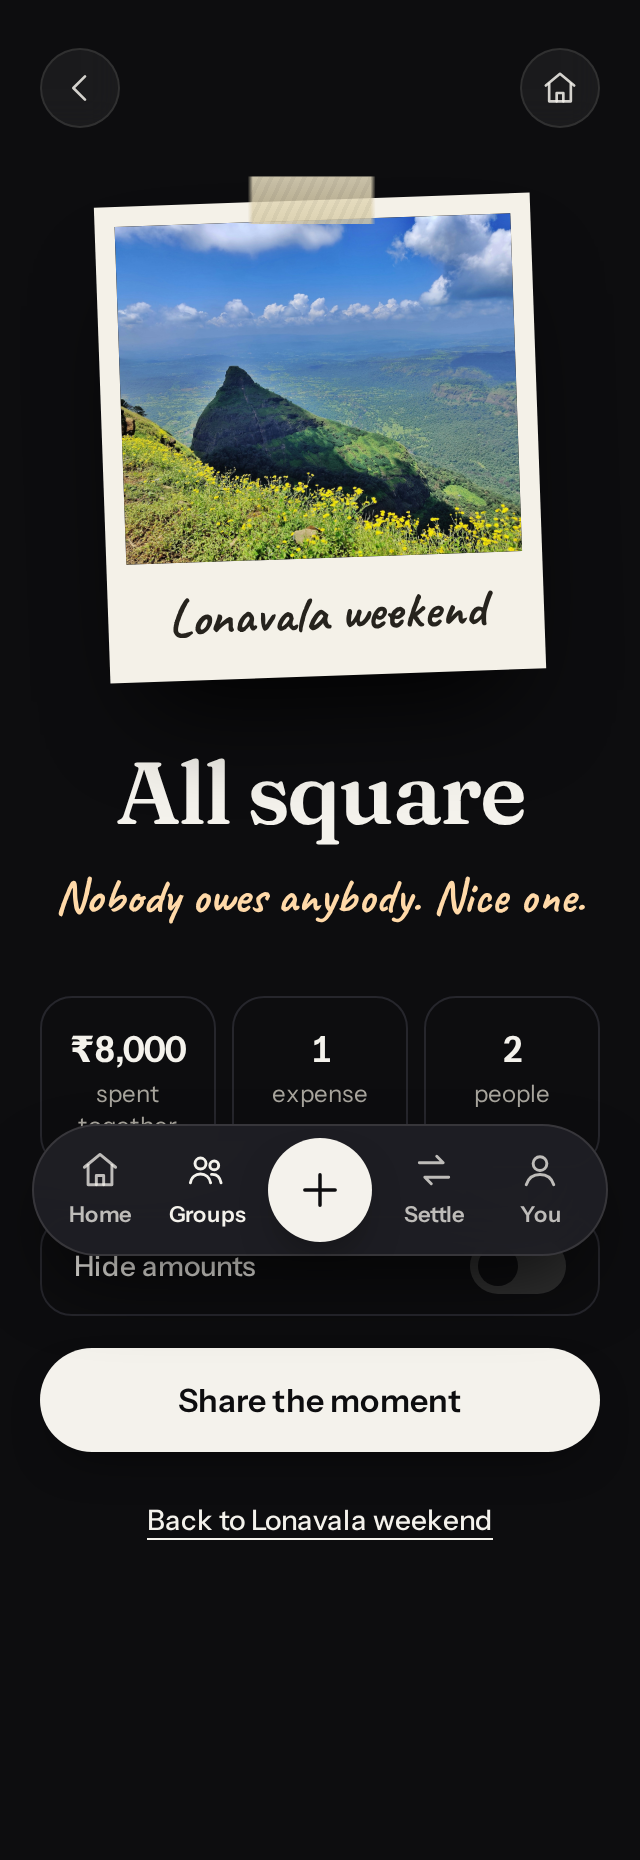 Lonavala weekend
All square
Nobody owes anybody. Nice one.
₹8,000
spent
together
1
expense
2
people
Home
Groups
Settle
You
Hide amounts
Share the moment
Back to Lonavala weekend